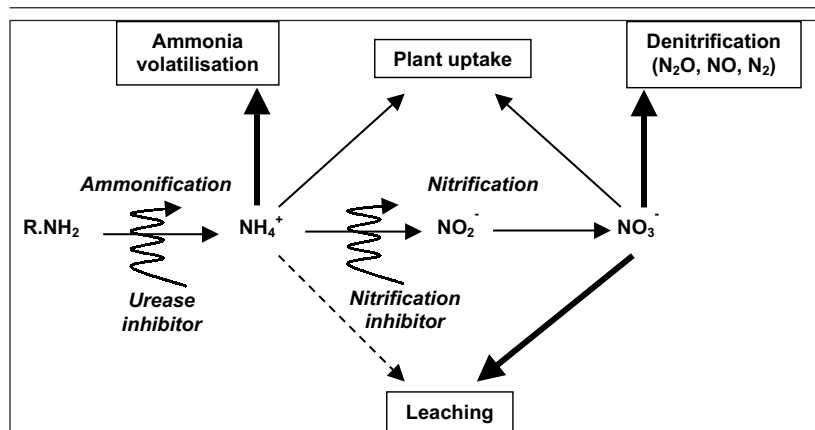 Ammonia
volatilisation
Plant uptake
Denitrification
(N₂O, NO, N₂)
Ammonification
Nitrification
R.NH₂
NH₄⁺
NO₂⁻
NO₃⁻
Urease
inhibitor
Nitrification
inhibitor
Leaching